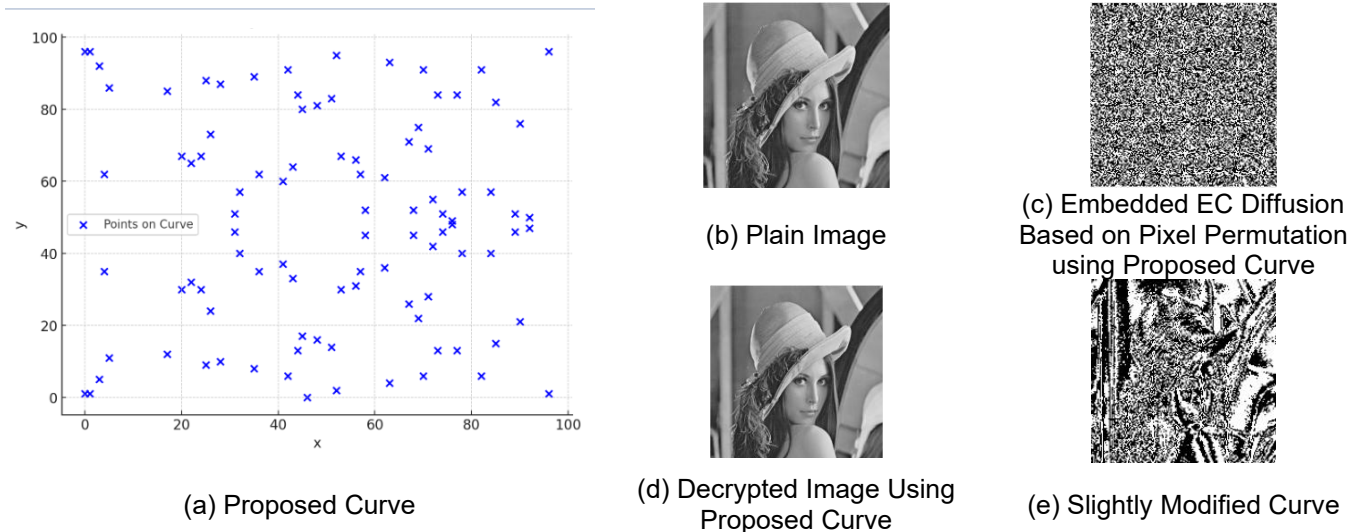 100
80
60
40
20
0
y
Points on Curve
0 20 40 60 80 100
x
(a) Proposed Curve
(b) Plain Image
(c) Embedded EC Diffusion
Based on Pixel Permutation
using Proposed Curve
(d) Decrypted Image Using
Proposed Curve
(e) Slightly Modified Curve